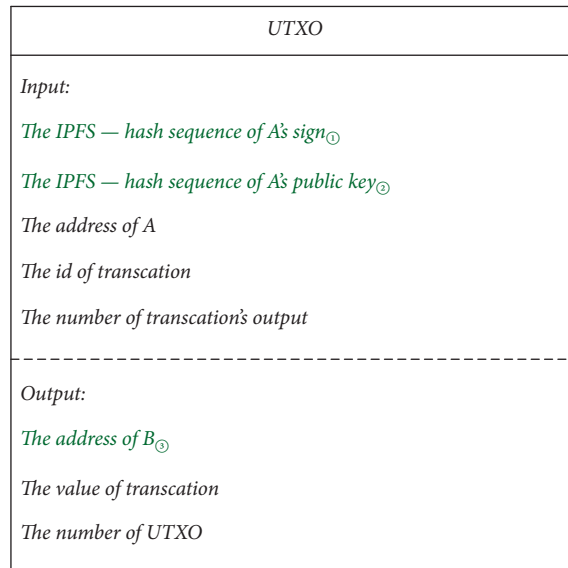 UTXO
Input:
The IPFS — hash sequence of A's sign①
The IPFS — hash sequence of A's public key②
The address of A
The id of transcation
The number of transcation's output
Output:
The address of B③
The value of transcation
The number of UTXO